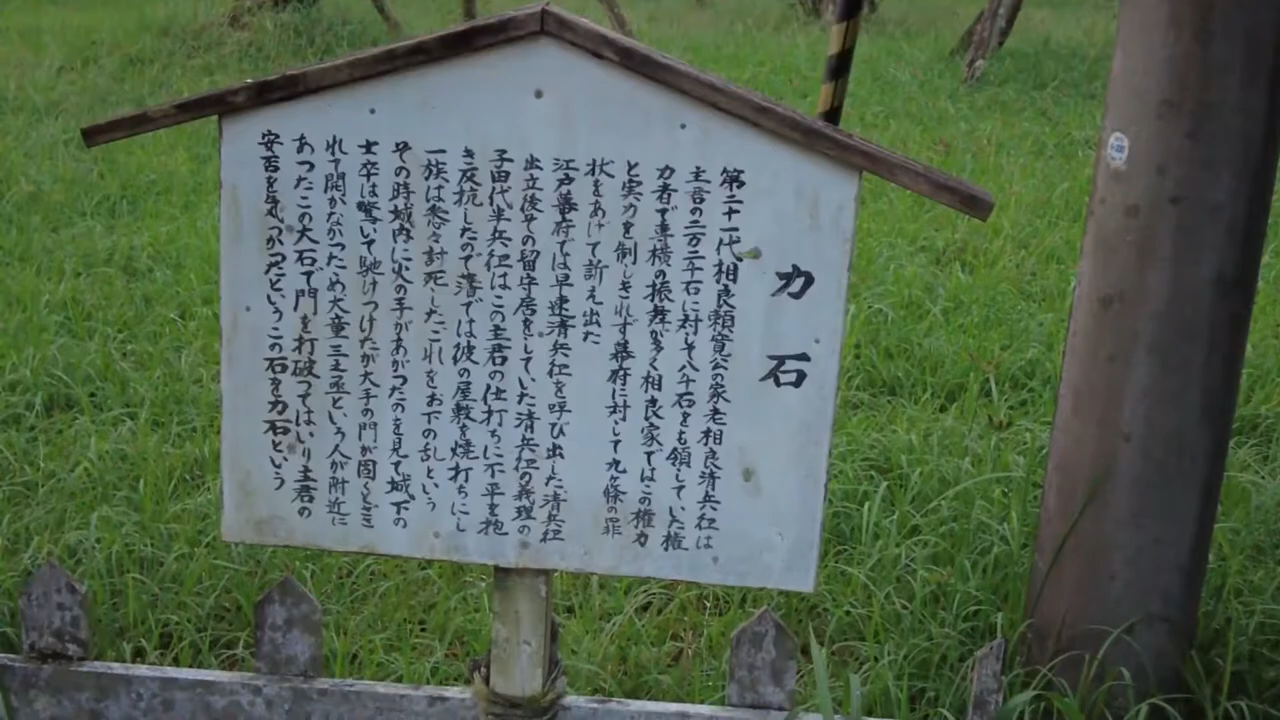 力石
第二十一代相良頼寛公の家老相良清兵衛は
主君の二万二千石に対して八千石をも領していた権
力者で専横の振舞が多く相良家ではこの権力
と実力を制しきれず幕府に対して九ヶ條の罪
状をあげて訴え出た
江戸幕府では早速清兵衛を呼び出した清兵衛
出立後その留守居をしていた清兵衛の義理の
子田代半兵衛はこの主君の仕打ちに不平を抱
き反抗したので藩では彼の屋敷を焼打ちにし
一族は悉々討死したこれをお下の乱という
その時城内に火の手があがつたのを見て城下の
士卒は驚いて馳けつけたが大手の門が固くとざさ
れて開かなかつため犬童三之丞という人が附近に
あつたこの大石で門を打破つてはいり主君の
安否を気づかつたというこの石を力石という